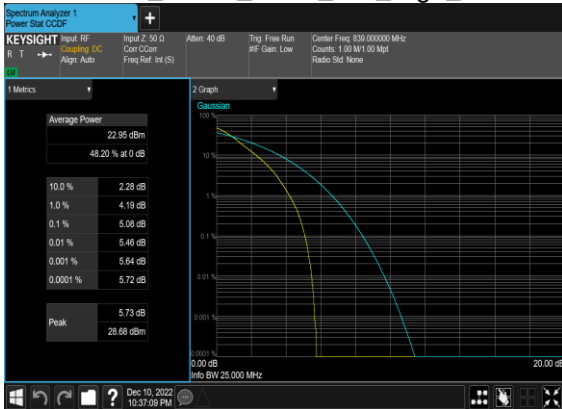 Spectrum Analyzer 1
Power Stat CCDF
+
KEYSIGHT
R T
Input: RF
Coupling: DC
Align: Auto
Input Z: 50 Ω
Corr CCorr
Freq Ref: Int (S)
Atten: 40 dB
Trig: Free Run
#IF Gain: Low
Center Freq: 839.000000 MHz
Counts: 1.00 M/1.00 Mpt
Radio Std: None
1 Metrics
Average Power
22.95 dBm
48.20 % at 0 dB
10.0 % 2.28 dB
1.0 % 4.19 dB
0.1 % 5.08 dB
0.01 % 5.46 dB
0.001 % 5.64 dB
0.0001 % 5.72 dB
Peak
5.73 dB
28.68 dBm
2 Graph
Gaussian
100 %
10 %
1 %
0.1 %
0.01 %
0.001 %
0.0001 %
0.00 dB 20.00 dB
Info BW 25.000 MHz
?
Dec 10, 2022
10:37:09 PM